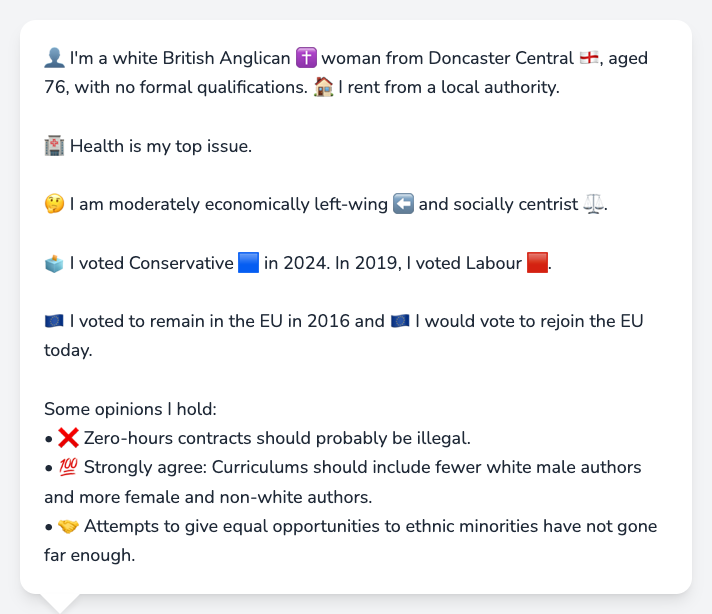 👤 I'm a white British Anglican ✝️ woman from Doncaster Central 🏴󠁧󠁢󠁥󠁮󠁧󠁿, aged
76, with no formal qualifications. 🏠 I rent from a local authority.
🏥 Health is my top issue.
🤔 I am moderately economically left-wing ⬅️ and socially centrist ⚖️.
🗳️ I voted Conservative 🟦 in 2024. In 2019, I voted Labour 🟥.
🇪🇺 I voted to remain in the EU in 2016 and 🇪🇺 I would vote to rejoin the EU
today.
Some opinions I hold:
• ❌ Zero-hours contracts should probably be illegal.
• 💯 Strongly agree: Curriculums should include fewer white male authors
and more female and non-white authors.
• 🤝 Attempts to give equal opportunities to ethnic minorities have not gone
far enough.